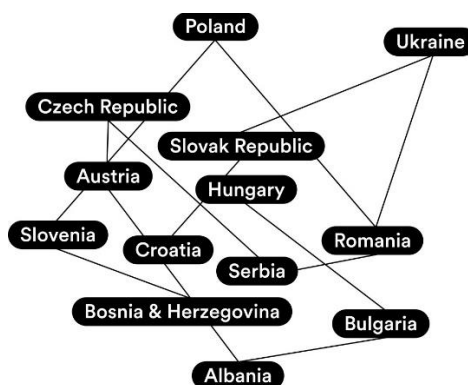 Poland
Ukraine
Czech Republic
Slovak Republic
Austria
Hungary
Slovenia
Croatia
Romania
Serbia
Bosnia & Herzegovina
Bulgaria
Albania